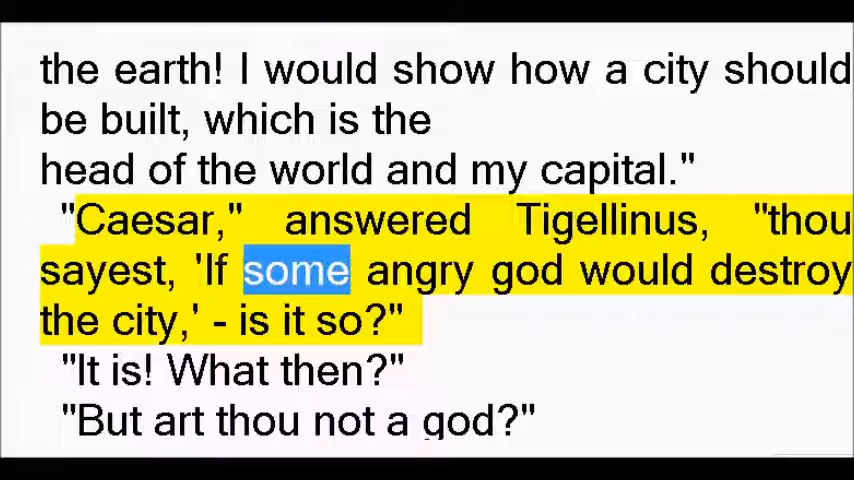 the earth! I would show how a city should
be built, which is the
head of the world and my capital."
"Caesar," answered Tigellinus, "thou
sayest, 'If some angry god would destroy
the city,' - is it so?"
"It is! What then?"
"But art thou not a god?"